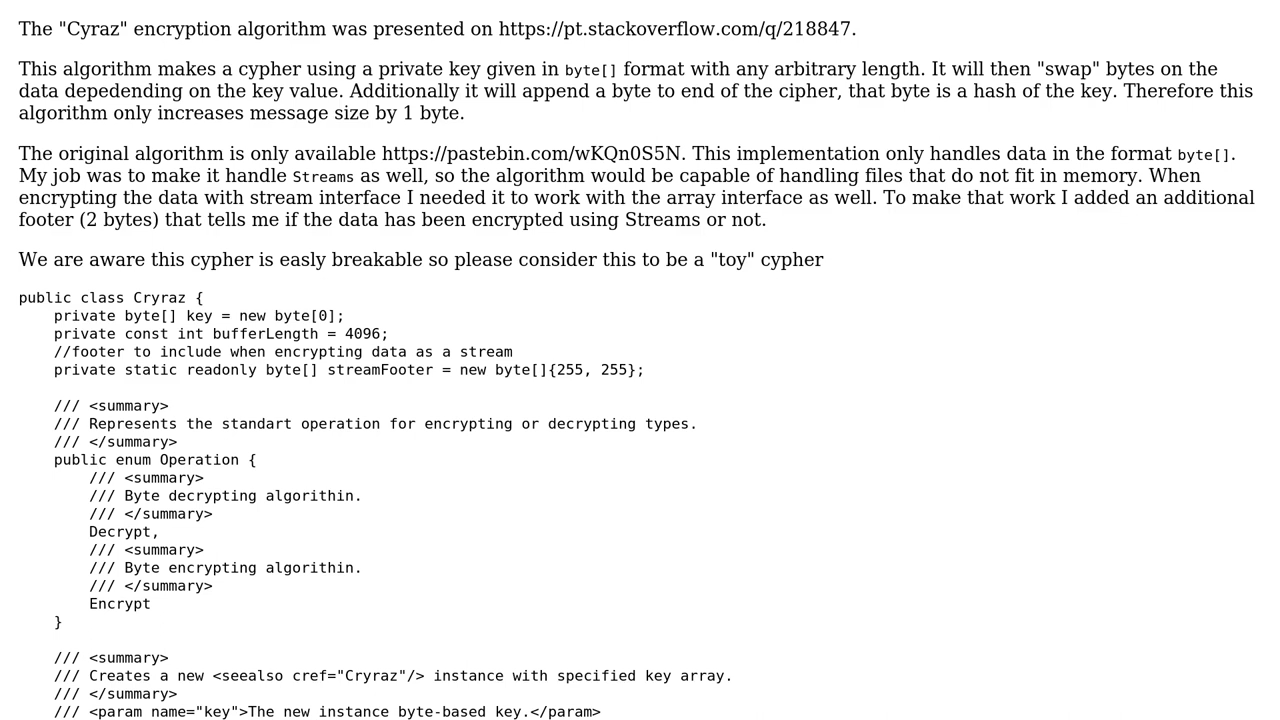 The "Cyraz" encryption algorithm was presented on https://pt.stackoverflow.com/q/218847.
This algorithm makes a cypher using a private key given in byte[] format with any arbitrary length. It will then "swap" bytes on the
data depedending on the key value. Additionally it will append a byte to end of the cipher, that byte is a hash of the key. Therefore this
algorithm only increases message size by 1 byte.
The original algorithm is only available https://pastebin.com/wKQn0S5N. This implementation only handles data in the format byte[].
My job was to make it handle Streams as well, so the algorithm would be capable of handling files that do not fit in memory. When
encrypting the data with stream interface I needed it to work with the array interface as well. To make that work I added an additional
footer (2 bytes) that tells me if the data has been encrypted using Streams or not.
We are aware this cypher is easly breakable so please consider this to be a "toy" cypher
public class Cryraz {
    private byte[] key = new byte[0];
    private const int bufferLength = 4096;
    //footer to include when encrypting data as a stream
    private static readonly byte[] streamFooter = new byte[]{255, 255};
    /// <summary>
    /// Represents the standart operation for encrypting or decrypting types.
    /// </summary>
    public enum Operation {
        /// <summary>
        /// Byte decrypting algorithin.
        /// </summary>
        Decrypt,
        /// <summary>
        /// Byte encrypting algorithin.
        /// </summary>
        Encrypt
    }
    /// <summary>
    /// Creates a new <seealso cref="Cryraz"/> instance with specified key array.
    /// </summary>
    /// <param name="key">The new instance byte-based key.</param>